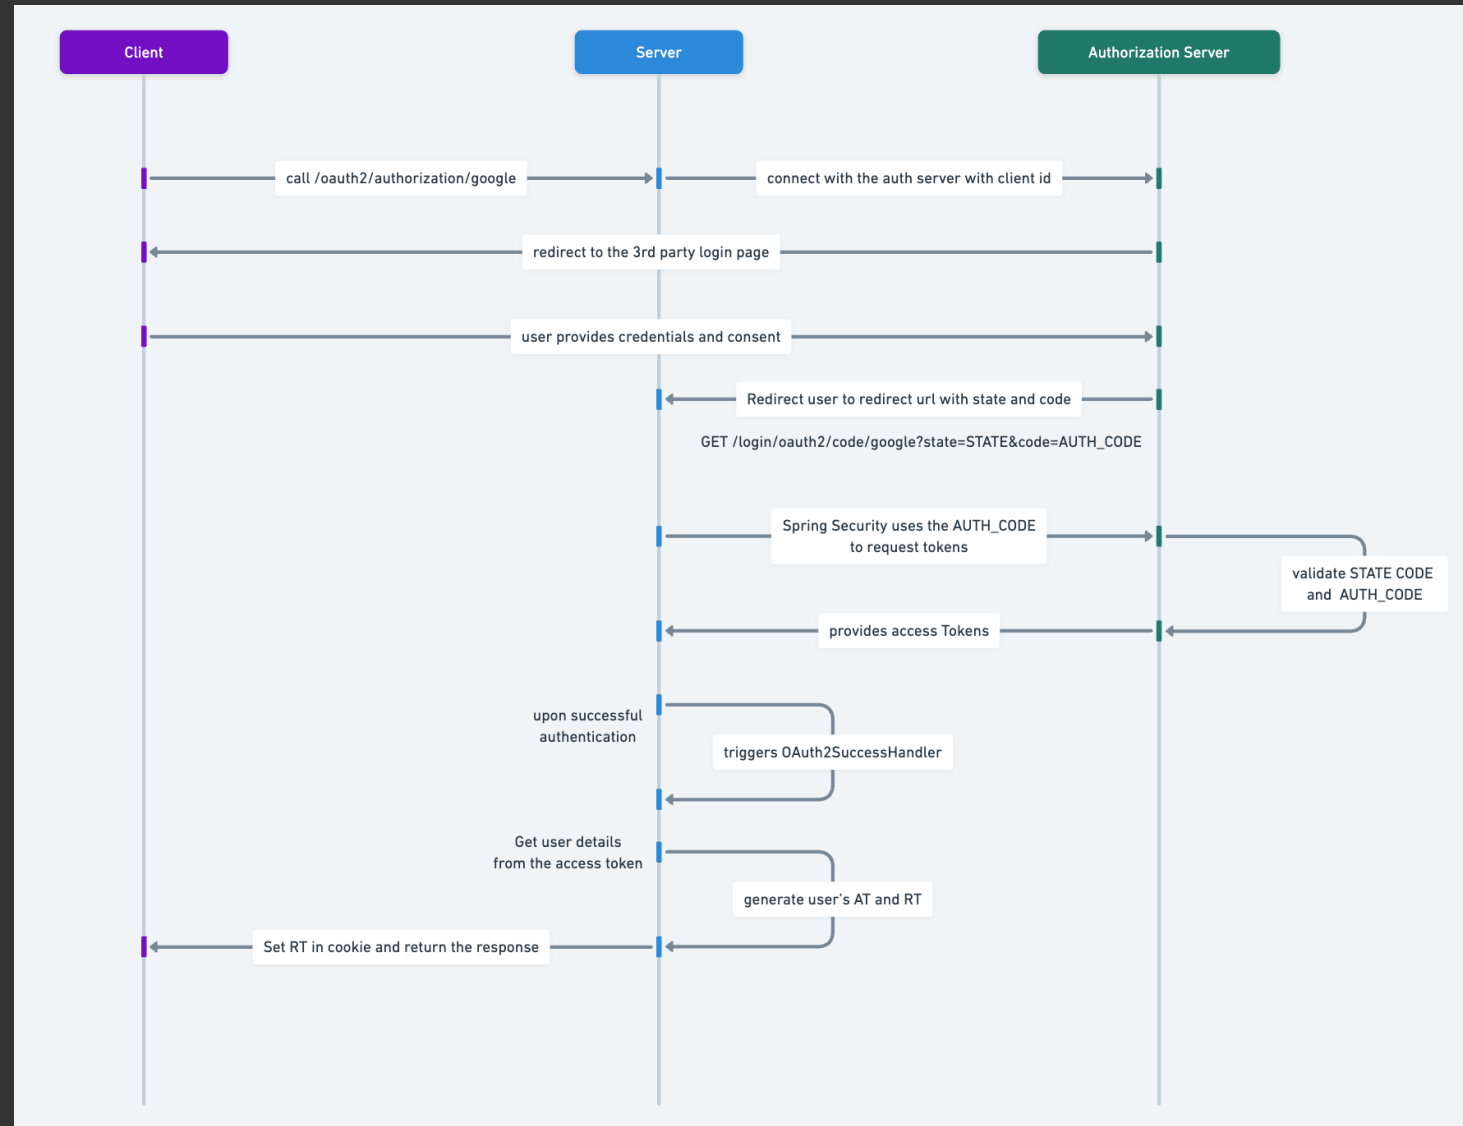 Client
Server
Authorization Server
call /oauth2/authorization/google
connect with the auth server with client id
redirect to the 3rd party login page
user provides credentials and consent
Redirect user to redirect url with state and code
GET /login/oauth2/code/google?state=STATE&code=AUTH_CODE
Spring Security uses the AUTH_CODE
to request tokens
validate STATE CODE
and AUTH_CODE
provides access Tokens
upon successful
authentication
triggers OAuth2SuccessHandler
Get user details
from the access token
generate user's AT and RT
Set RT in cookie and return the response